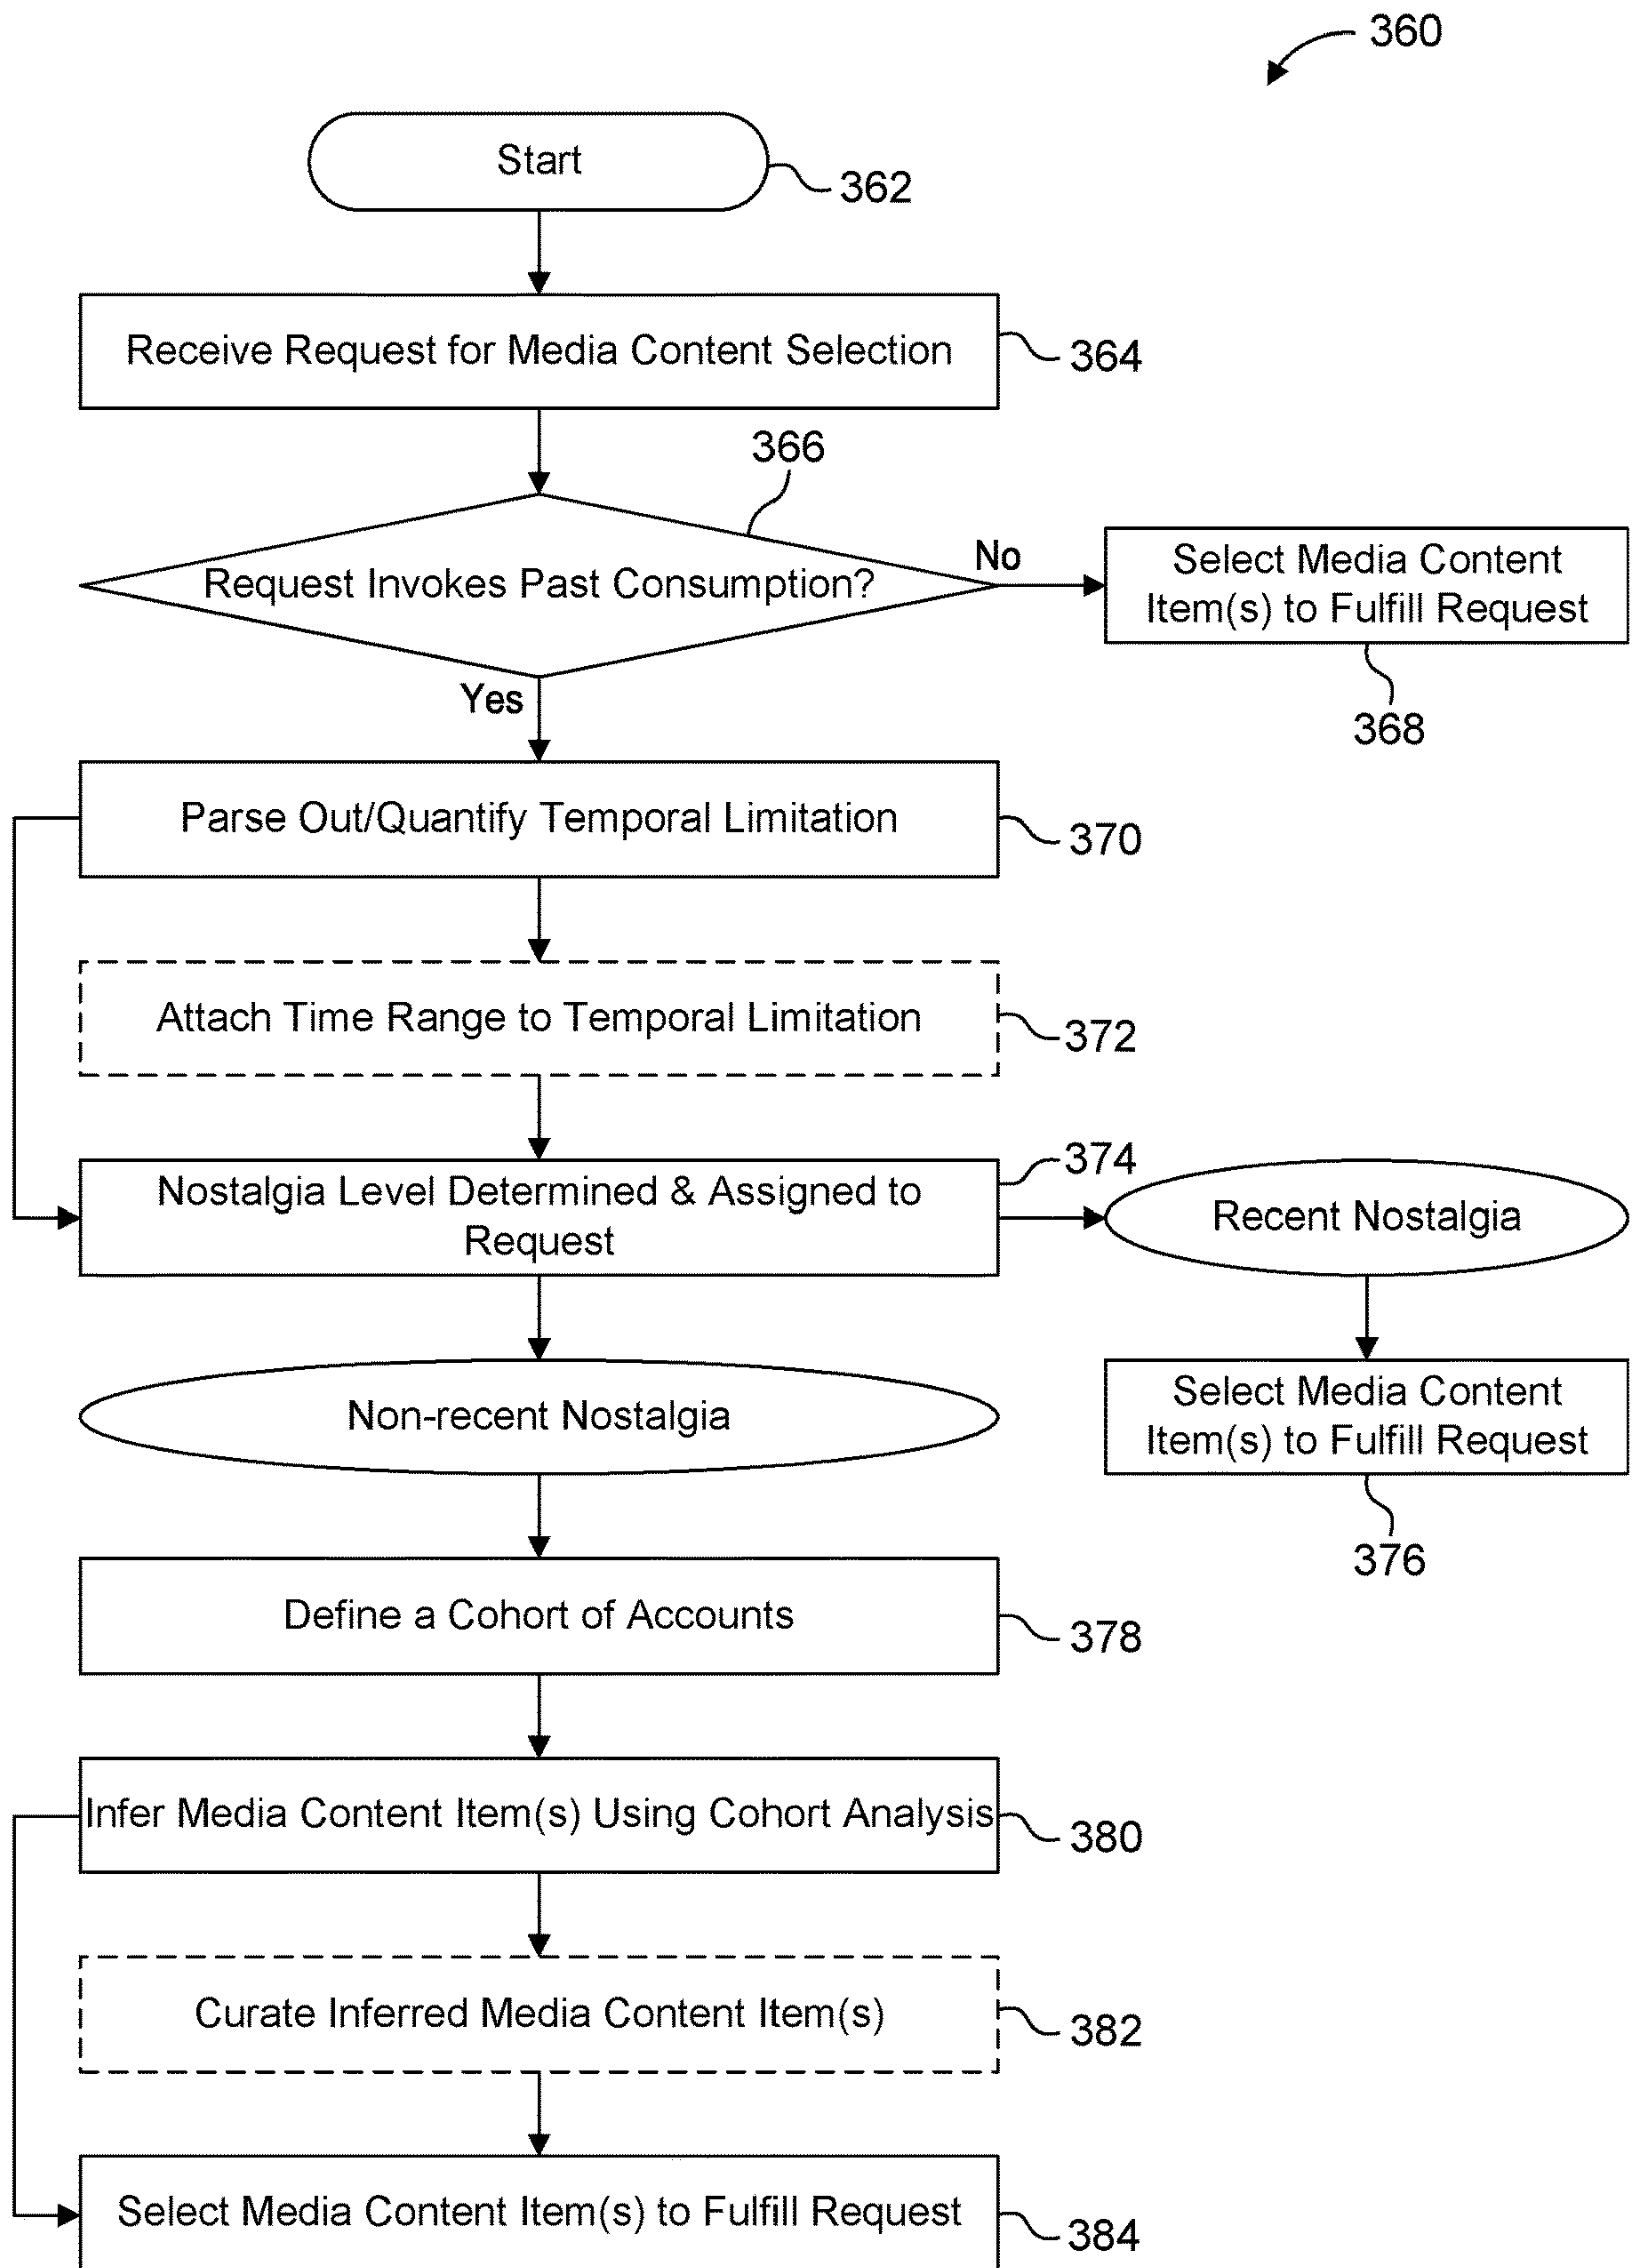 360
Start
362
Receive Request for Media Content Selection
364
366
Request Invokes Past Consumption?
No
Select Media Content
Item(s) to Fulfill Request
368
Yes
Parse Out/Quantify Temporal Limitation
370
Attach Time Range to Temporal Limitation
372
Nostalgia Level Determined & Assigned to
Request
374
Recent Nostalgia
Non-recent Nostalgia
Select Media Content
Item(s) to Fulfill Request
376
Define a Cohort of Accounts
378
Infer Media Content Item(s) Using Cohort Analysis
380
Curate Inferred Media Content Item(s)
382
Select Media Content Item(s) to Fulfill Request
384